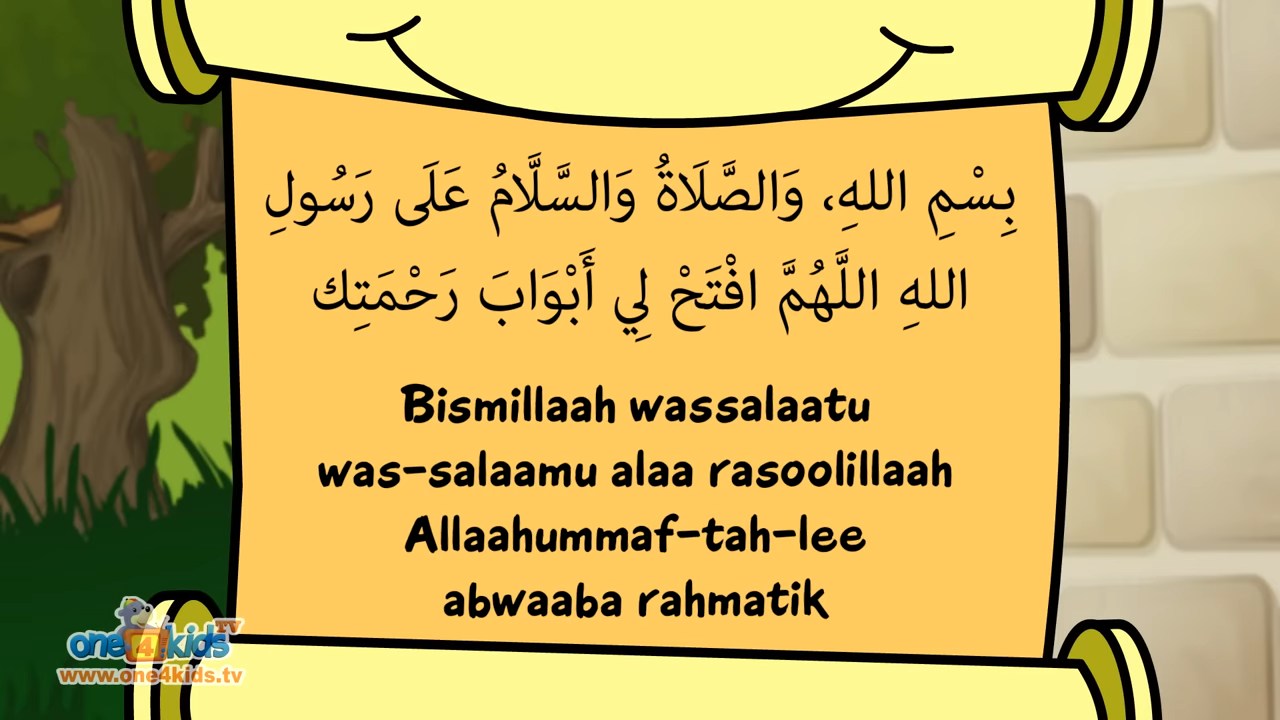 بِسْمِ اللهِ، وَالصَّلَاةُ وَالسَّلَّامُ عَلَى رَسُولِ
اللهِ اللَّهُمَّ افْتَحْ لِي أَبْوَابَ رَحْمَتِك
Bismillaah wassalaatu
was-salaamu alaa rasoolillaah
Allaahummaf-tah-lee
abwaaba rahmatik
one4kids TV
www.one4kids.tv